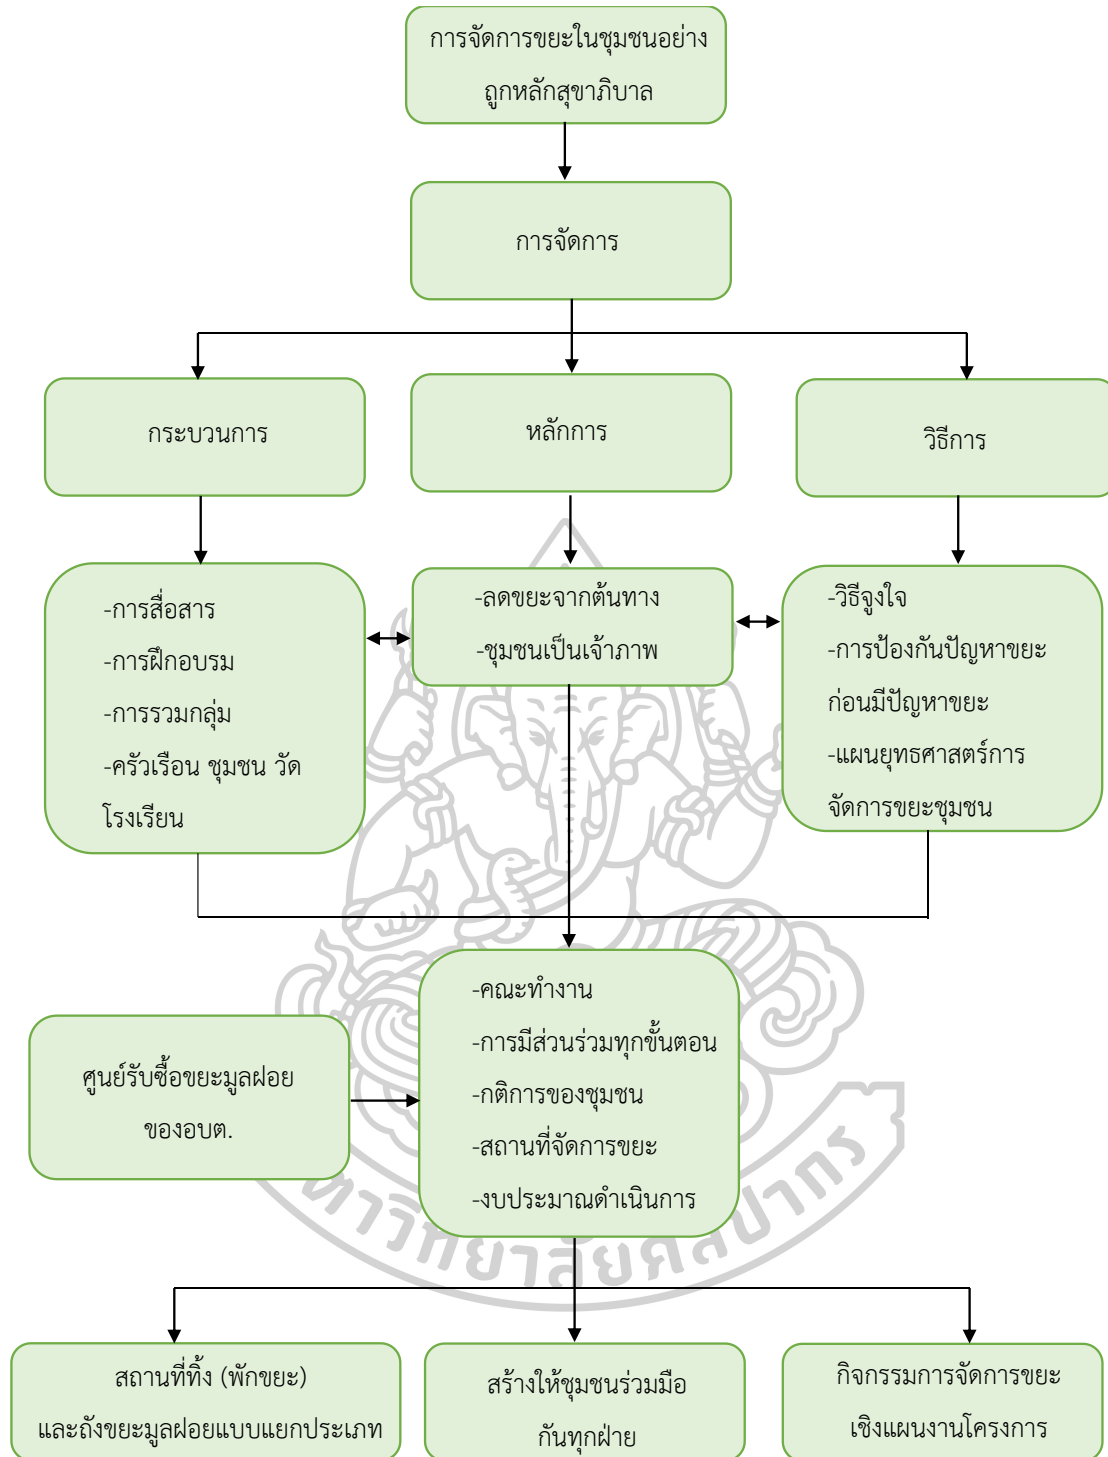 การจัดการขยะในชุมชนอย่าง
ถูกหลักสุขาภิบาล
การจัดการ
กระบวนการ
หลักการ
วิธีการ
-การสื่อสาร
-การฝึกอบรม
-การรวมกลุ่ม
-ครัวเรือน ชุมชน วัด
โรงเรียน
-ลดขยะจากต้นทาง
-ชุมชนเป็นเจ้าภาพ
-วิธีจูงใจ
-การป้องกันปัญหาขยะ
ก่อนมีปัญหาขยะ
-แผนยุทธศาสตร์การ
จัดการขยะชุมชน
ศูนย์รับซื้อขยะมูลฝอย
ของอบต.
-คณะทำงาน
-การมีส่วนร่วมทุกขั้นตอน
-กติการของชุมชน
-สถานที่จัดการขยะ
-งบประมาณดำเนินการ
ทาวิทยาลัยศิลปากร
สถานที่ทิ้ง (พักขยะ)
และถังขยะมูลฝอยแบบแยกประเภท
สร้างให้ชุมชนร่วมมือ
กันทุกฝ่าย
กิจกรรมการจัดการขยะ
เชิงแผนงานโครงการ